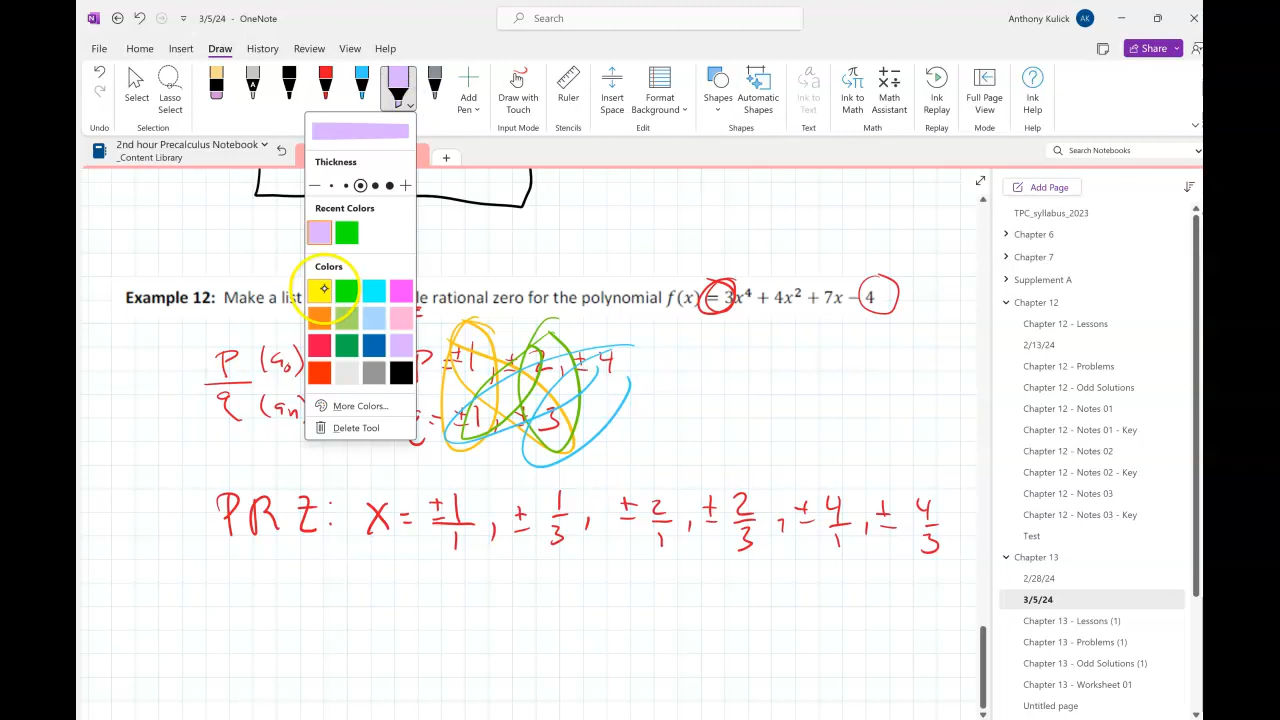 3/5/24 - OneNote
Search
Anthony Kulick AK
File Home Insert Draw History Review View Help Share
Select Lasso Select Add Pen Draw with Touch Ruler Insert Space Format Background Shapes Automatic Shapes Ink to Text Ink to Math Math Assistant Ink Replay Full Page View Ink Help
Undo Selection Input Mode Stencils Edit Shapes Text Math Replay Mode Help
2nd hour Precalculus Notebook
_Content Library
+
Search Notebooks
Thickness
Recent Colors
Colors
More Colors...
Delete Tool
Example 12: Make a list rational zero for the polynomial f(x) = 3x⁴ + 4x² + 7x − 4
P (a₀) P ±1, ±2, ±4
q (aₙ) ±1, ±3
PRZ: X = ±1/1, ±1/3, ±2/1, ±2/3, ±4/1, ±4/3
Add Page
TPC_syllabus_2023
Chapter 6
Chapter 7
Supplement A
Chapter 12
Chapter 12 - Lessons
2/13/24
Chapter 12 - Problems
Chapter 12 - Odd Solutions
Chapter 12 - Notes 01
Chapter 12 - Notes 01 - Key
Chapter 12 - Notes 02
Chapter 12 - Notes 02 - Key
Chapter 12 - Notes 03
Chapter 12 - Notes 03 - Key
Test
Chapter 13
2/28/24
3/5/24
Chapter 13 - Lessons (1)
Chapter 13 - Problems (1)
Chapter 13 - Odd Solutions (1)
Chapter 13 - Worksheet 01
Untitled page